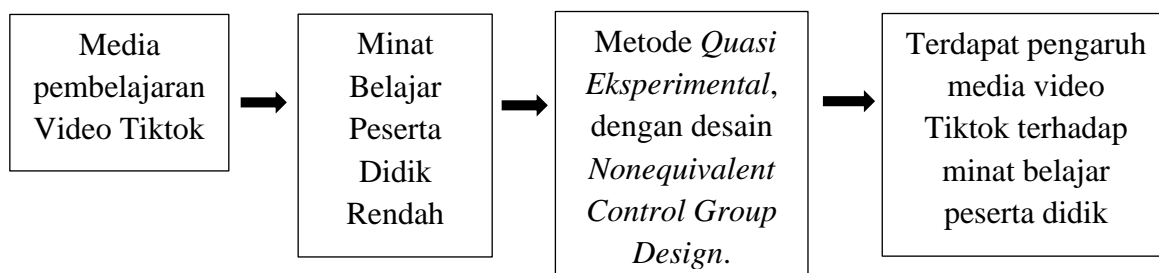 Media
pembelajaran
Video Tiktok
Minat
Belajar
Peserta
Didik
Rendah
Metode Quasi
Eksperimental,
dengan desain
Nonequivalent
Control Group
Design.
Terdapat pengaruh
media video
Tiktok terhadap
minat belajar
peserta didik